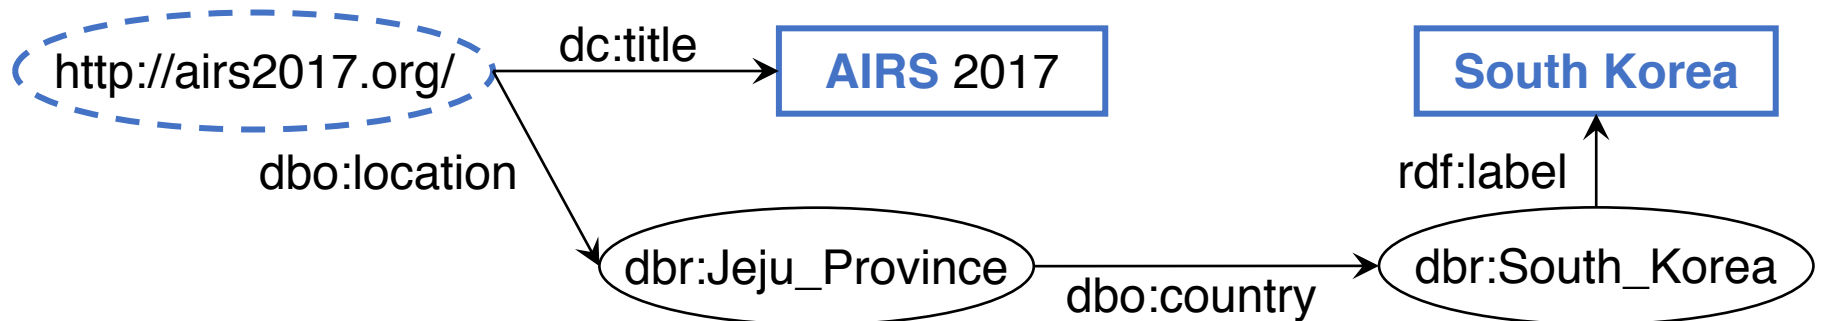 http://airs2017.org/
dc:title
AIRS 2017
South Korea
dbo:location
rdf:label
dbr:Jeju_Province
dbo:country
dbr:South_Korea